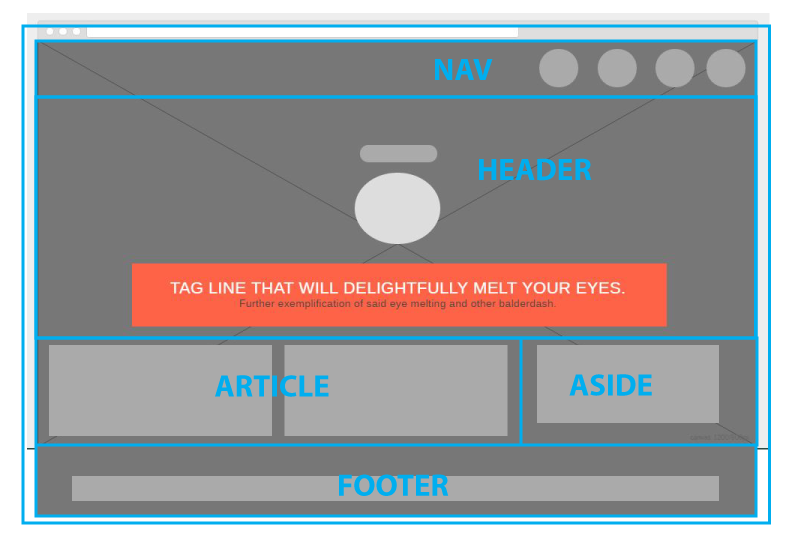 NAV
HEADER
TAG LINE THAT WILL DELIGHTFULLY MELT YOUR EYES.
Further exemplification of said eye melting and other balderdash.
ARTICLE
ASIDE
FOOTER